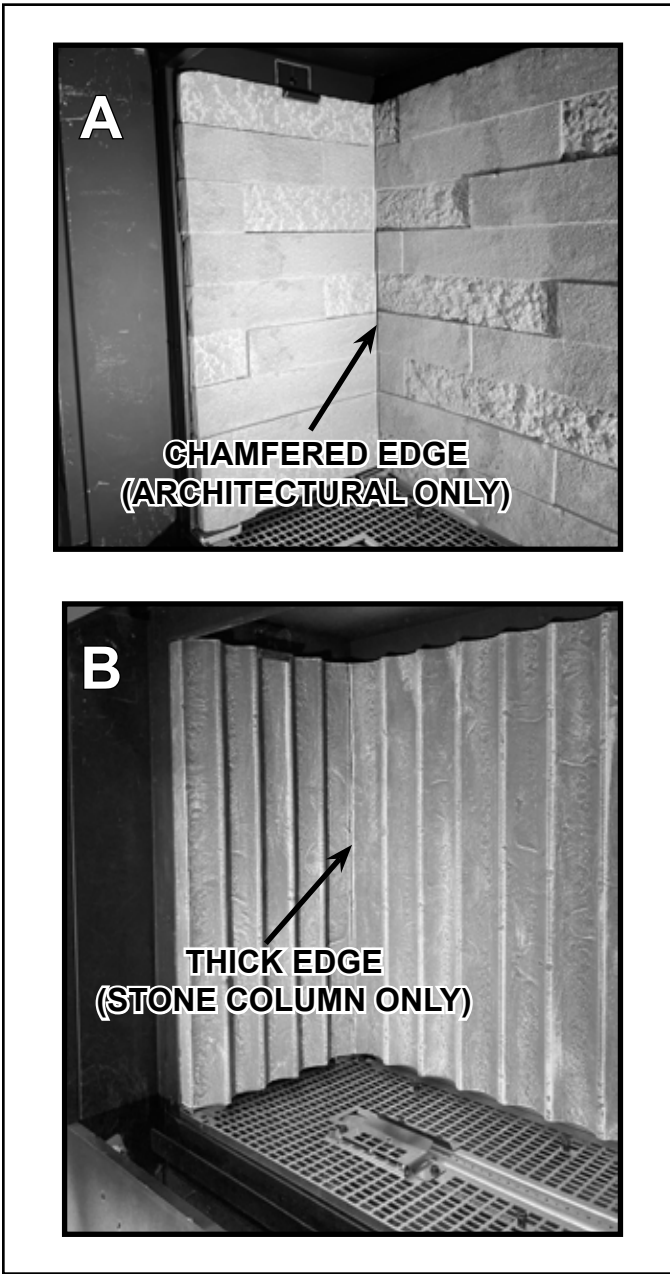 A
CHAMFERED EDGE
(ARCHITECTURAL ONLY)
B
THICK EDGE
(STONE COLUMN ONLY)